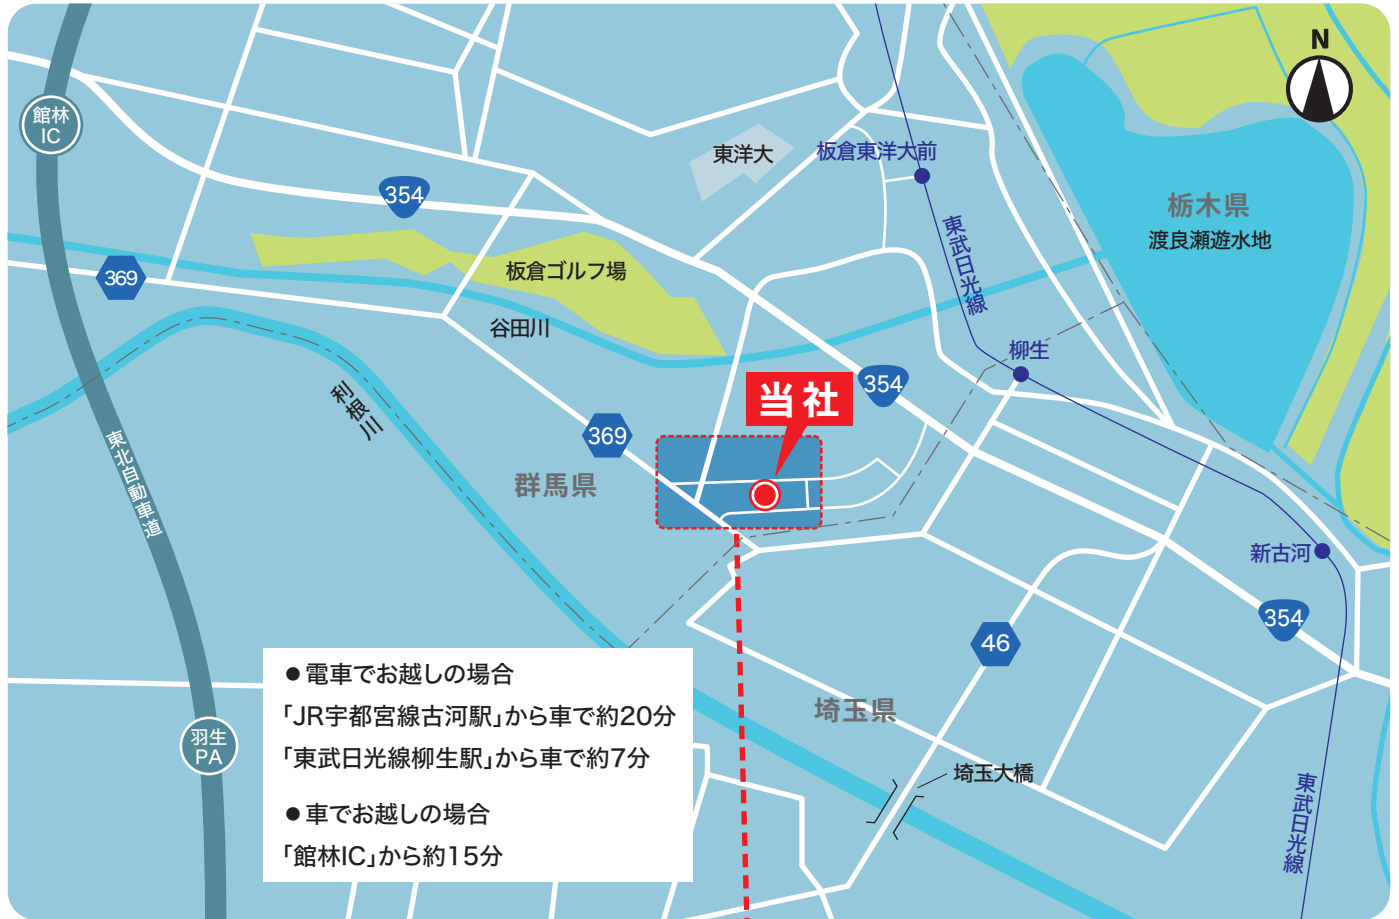 N
館林
IC
東洋大
板倉東洋大前
354
栃木県
渡良瀬遊水地
東武日光線
369
板倉ゴルフ場
谷田川
柳生
354
当社
利根川
369
東北自動車道
群馬県
新古河
354
46
●電車でお越しの場合
「JR宇都宮線古河駅」から車で約20分
「東武日光線柳生駅」から車で約7分
●車でお越しの場合
「館林IC」から約15分
埼玉県
羽生
PA
埼玉大橋
東武日光線